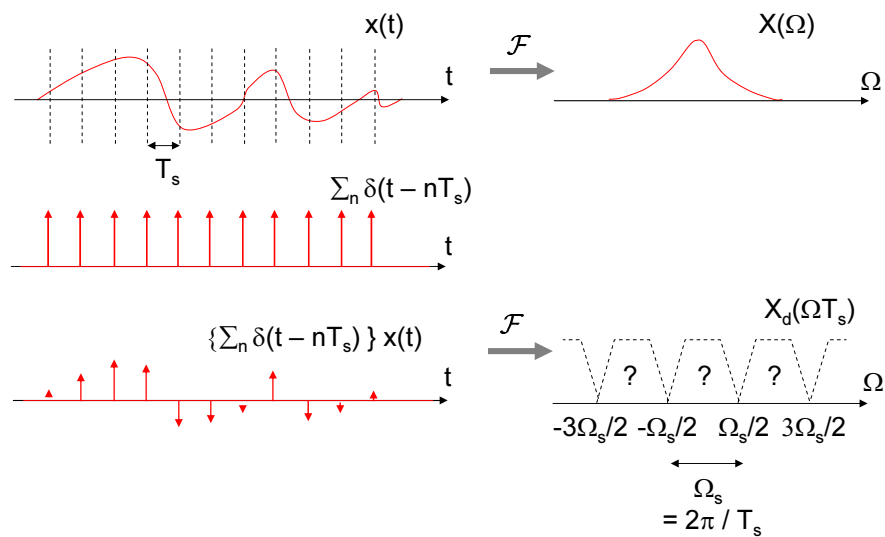 x(t)
t
T_s
ℱ
X(Ω)
Ω
∑_n δ(t – nT_s)
t
{∑_n δ(t – nT_s) } x(t)
t
ℱ
X_d(ΩT_s)
? ? ?
Ω
-3Ω_s/2 -Ω_s/2 Ω_s/2 3Ω_s/2
Ω_s
= 2π / T_s